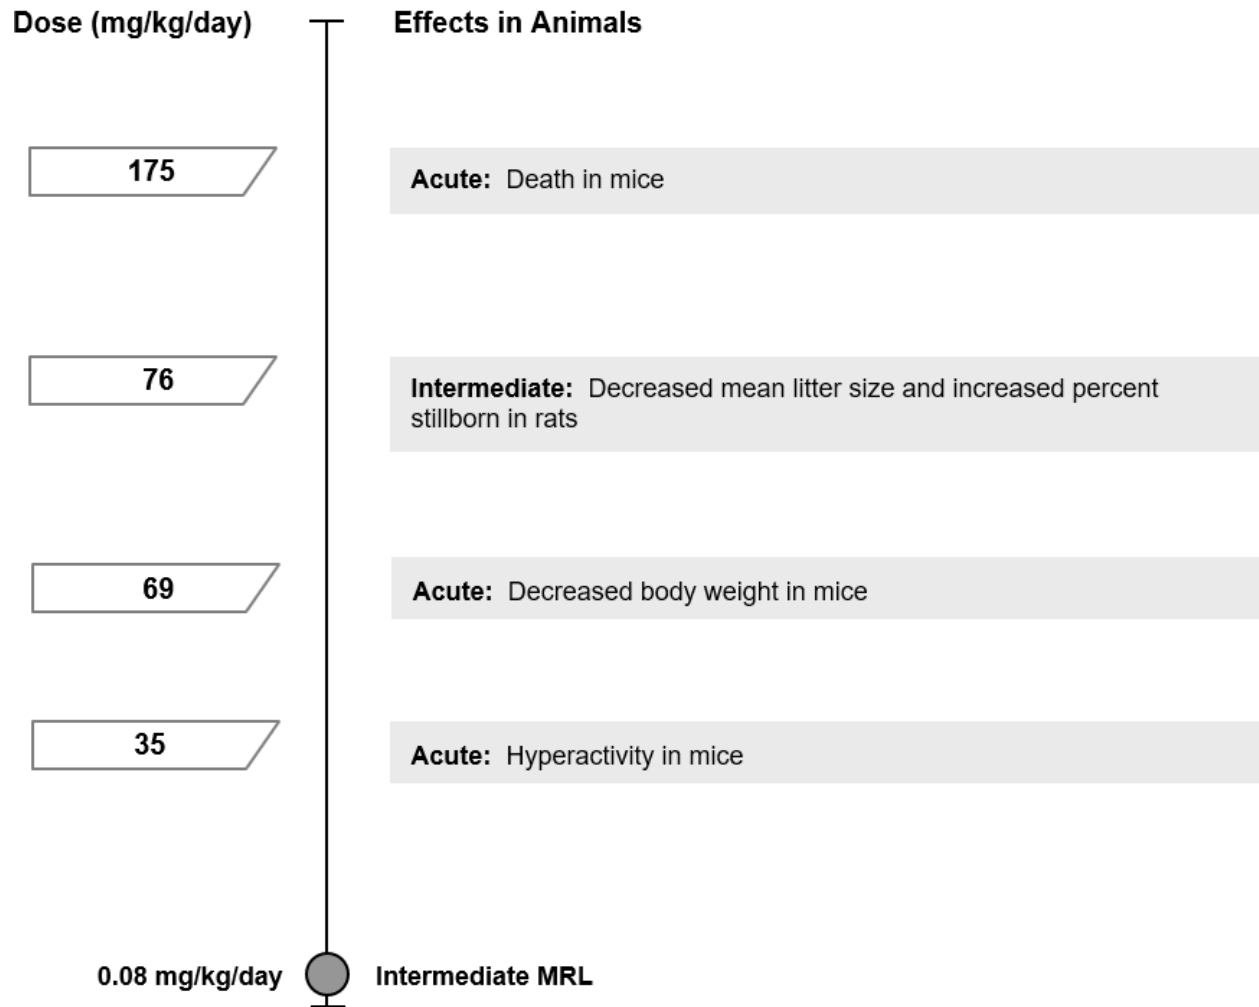 Dose (mg/kg/day) Effects in Animals
175 Acute: Death in mice
76 Intermediate: Decreased mean litter size and increased percent
stillborn in rats
69 Acute: Decreased body weight in mice
35 Acute: Hyperactivity in mice
0.08 mg/kg/day Intermediate MRL